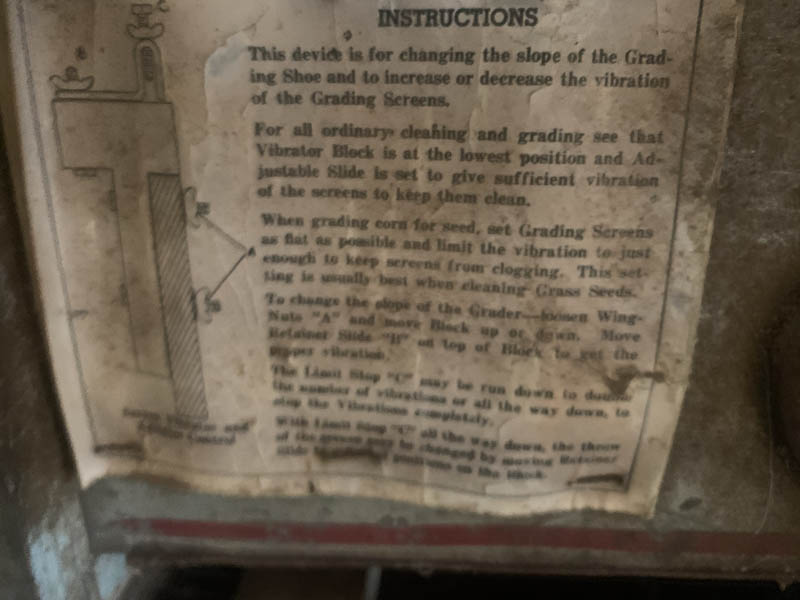 INSTRUCTIONS
This device is for changing the slope of the Grad-
ing Shoe and to increase or decrease the vibration
of the Grading Screens.
For all ordinary cleaning and grading see that
Vibrator Block is at the lowest position and Ad-
justable Slide is set to give sufficient vibration
of the screens to keep them clean.
When grading corn for seed, set Grading Screens
as flat as possible and limit the vibration to just
enough to keep screens from clogging. This set-
ting is usually best when cleaning Grass Seeds.
A
To change the slope of the Grader—loosen Wing-
Nuts "A" and move Block up or down. Move
Retainer Slide "B" on top of Block to get the
proper vibration.
The Limit Stop "C" may be run down to double
the number of vibrations or all the way down, to
stop the Vibrations completely.
With Limit Stop "C" all the way down, the throw
of the screen may be changed by moving Retainer
Slide to positions on the Block.
Screen Vibrator and
Control